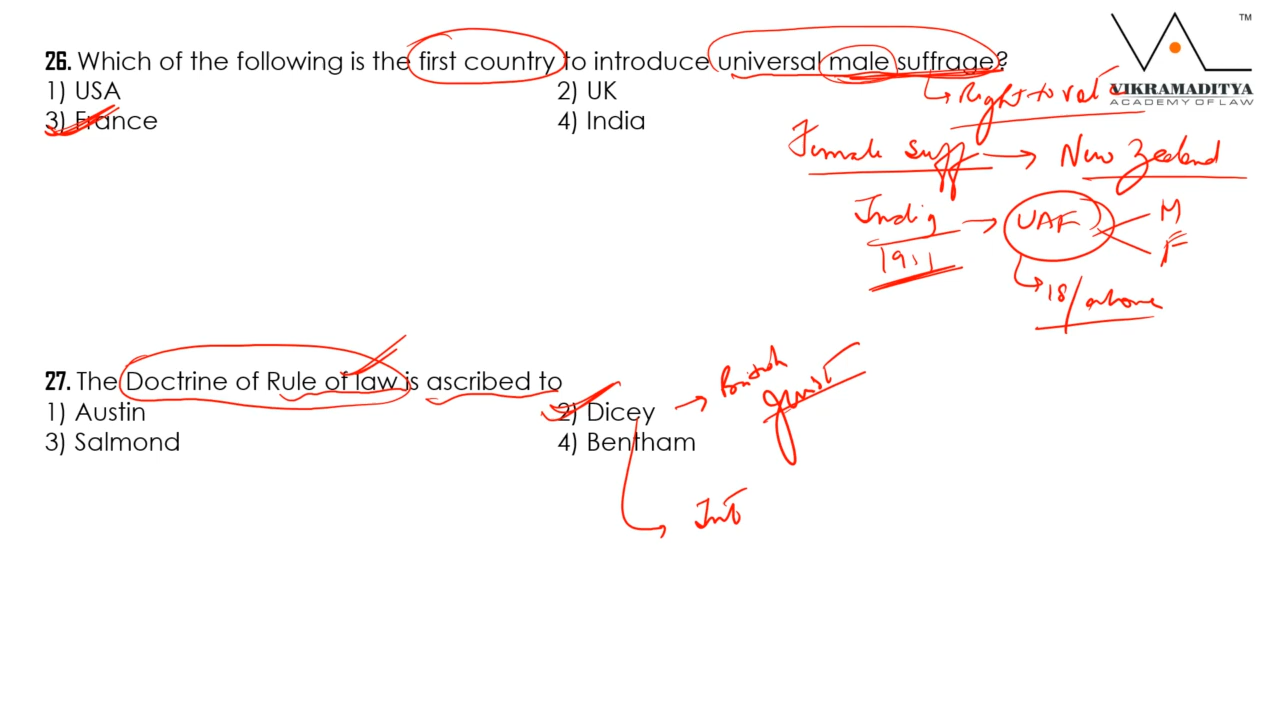 26. Which of the following is the first country to introduce universal male suffrage?
1) USA
2) UK
3) France
4) India
TM
VIKRAMADITYA
ACADEMY OF LAW
Right to vote
Female suff → New Zealand
India → UAF
M
F
18/above
27. The Doctrine of Rule of law is ascribed to
1) Austin
2) Dicey
3) Salmond
4) Bentham
British
Jurist